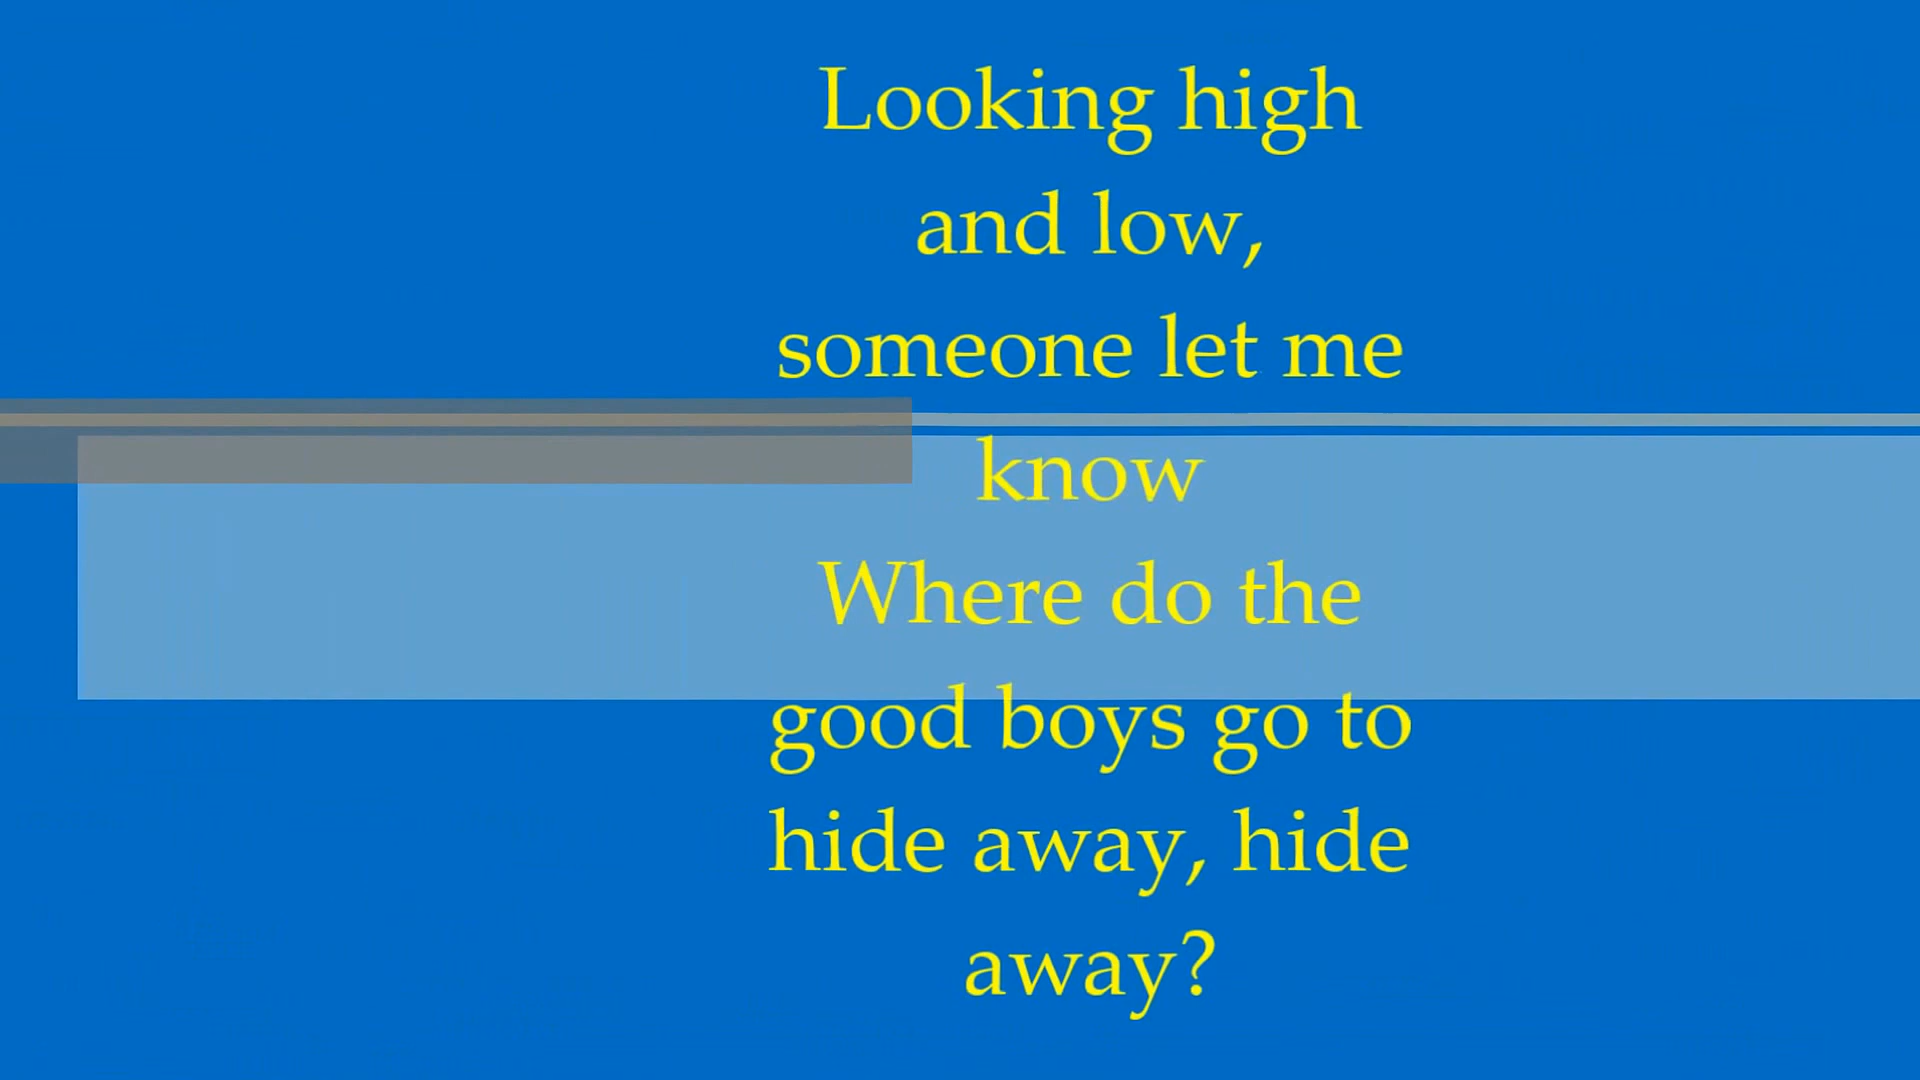 Looking high
and low,
someone let me
know
Where do the
good boys go to
hide away, hide
away?